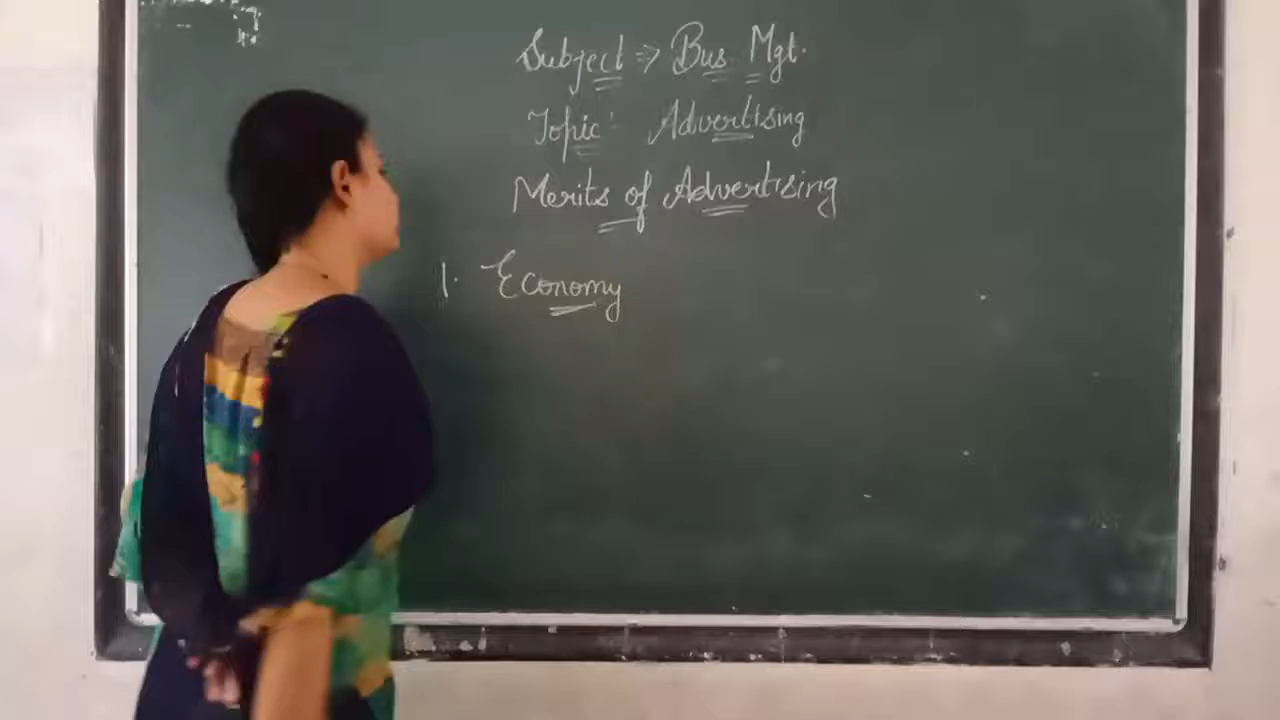 Subject ⇒ Bus Mgt.
Topic: Advertising
Merits of Advertising
1. Economy